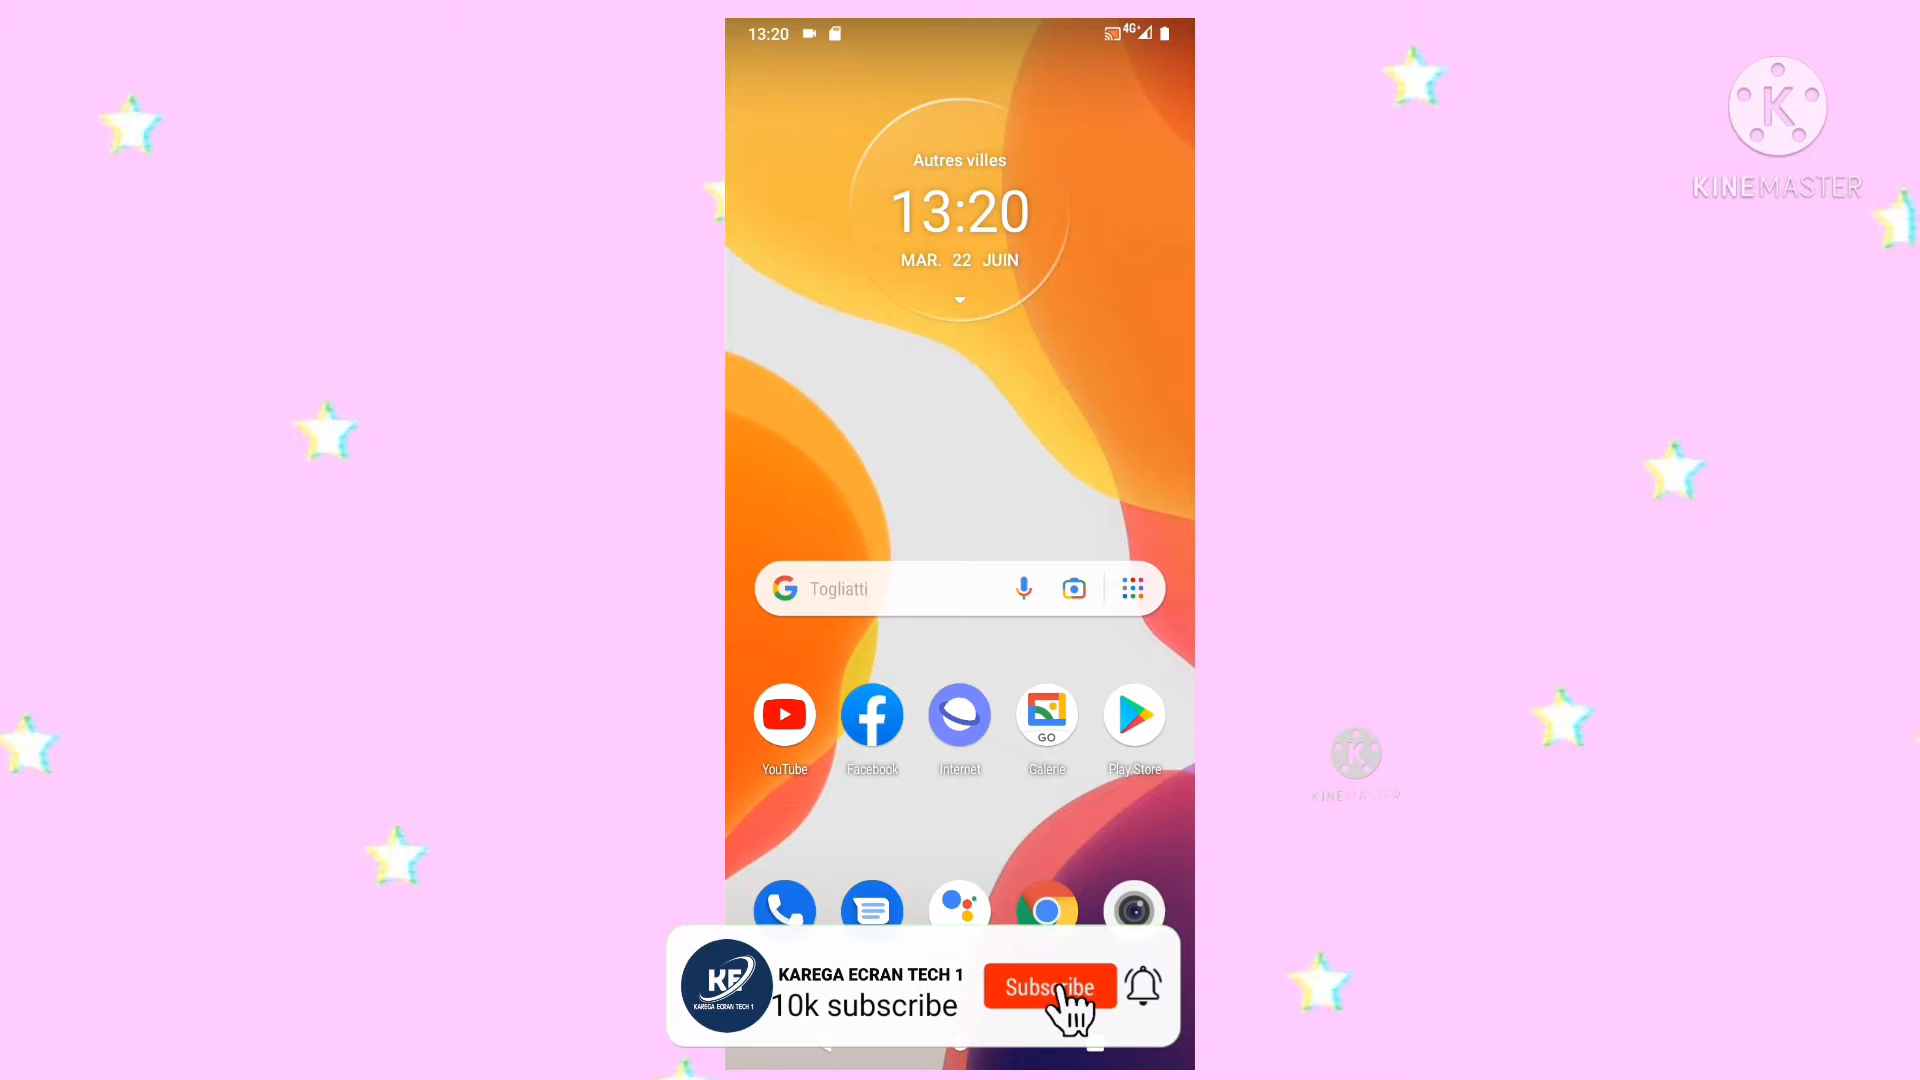 13:20
4G+
Autres villes
13:20
MAR. 22 JUIN
Togliatti
GO
YouTube
Facebook
Internet
Galerie
Play Store
KE
KAREGA ECRAN TECH 1
KAREGA ECRAN TECH 1
10k subscribe
Subscribe
K
KINEMASTER
K
KINEMASTER